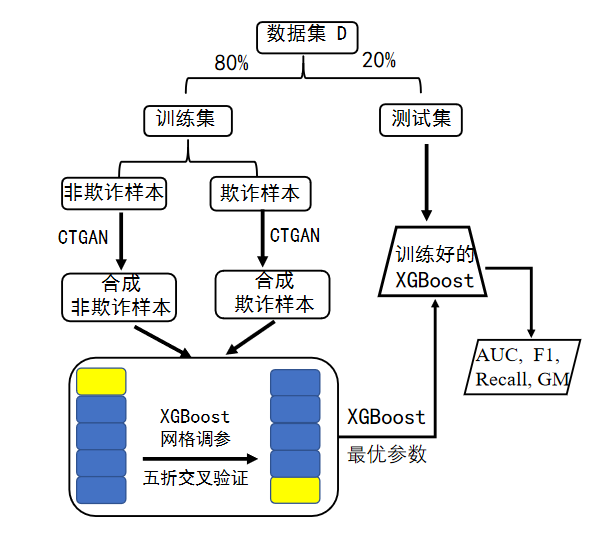 数据集 D
80%
20%
训练集
测试集
非欺诈样本
欺诈样本
CTGAN
CTGAN
合成
非欺诈样本
合成
欺诈样本
训练好的
XGBoost
AUC, F1,
Recall, GM
XGBoost
网格调参
五折交叉验证
XGBoost
最优参数